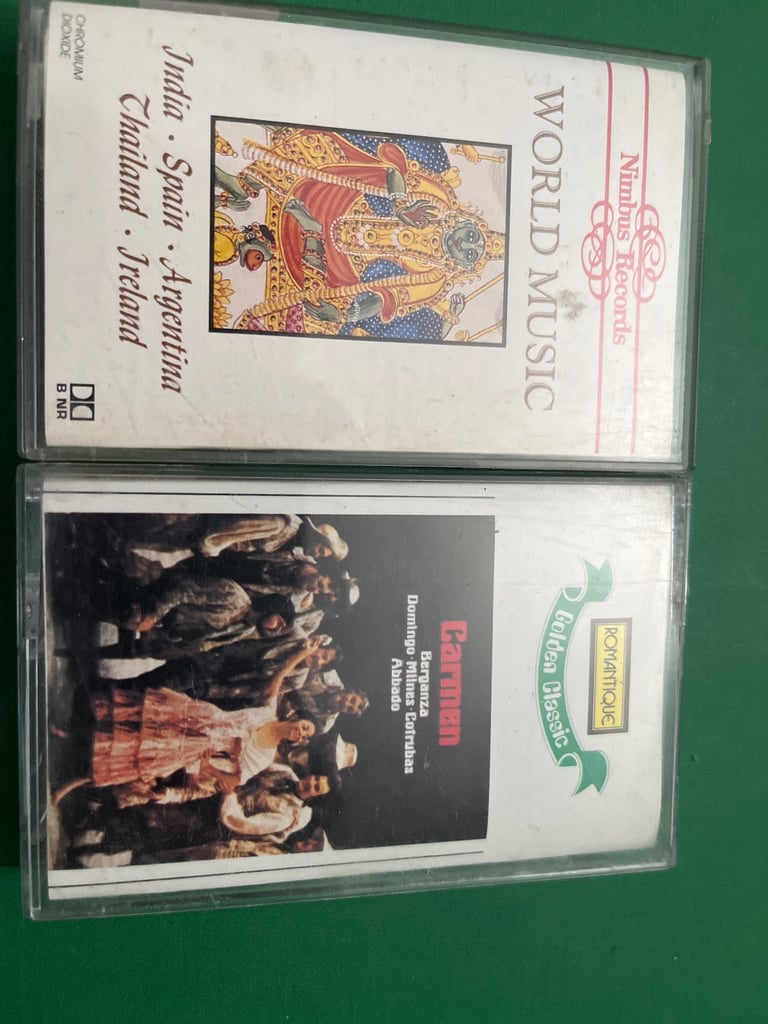 Nimbus Records
WORLD MUSIC
India · Spain · Argentina
Thailand · Ireland
CHROMIUM
DIOXIDE
B NR
ROMANTIQUE
Golden Classic
Carman
Berganza
Domingo · Milnes · Cotrubas
Abbado